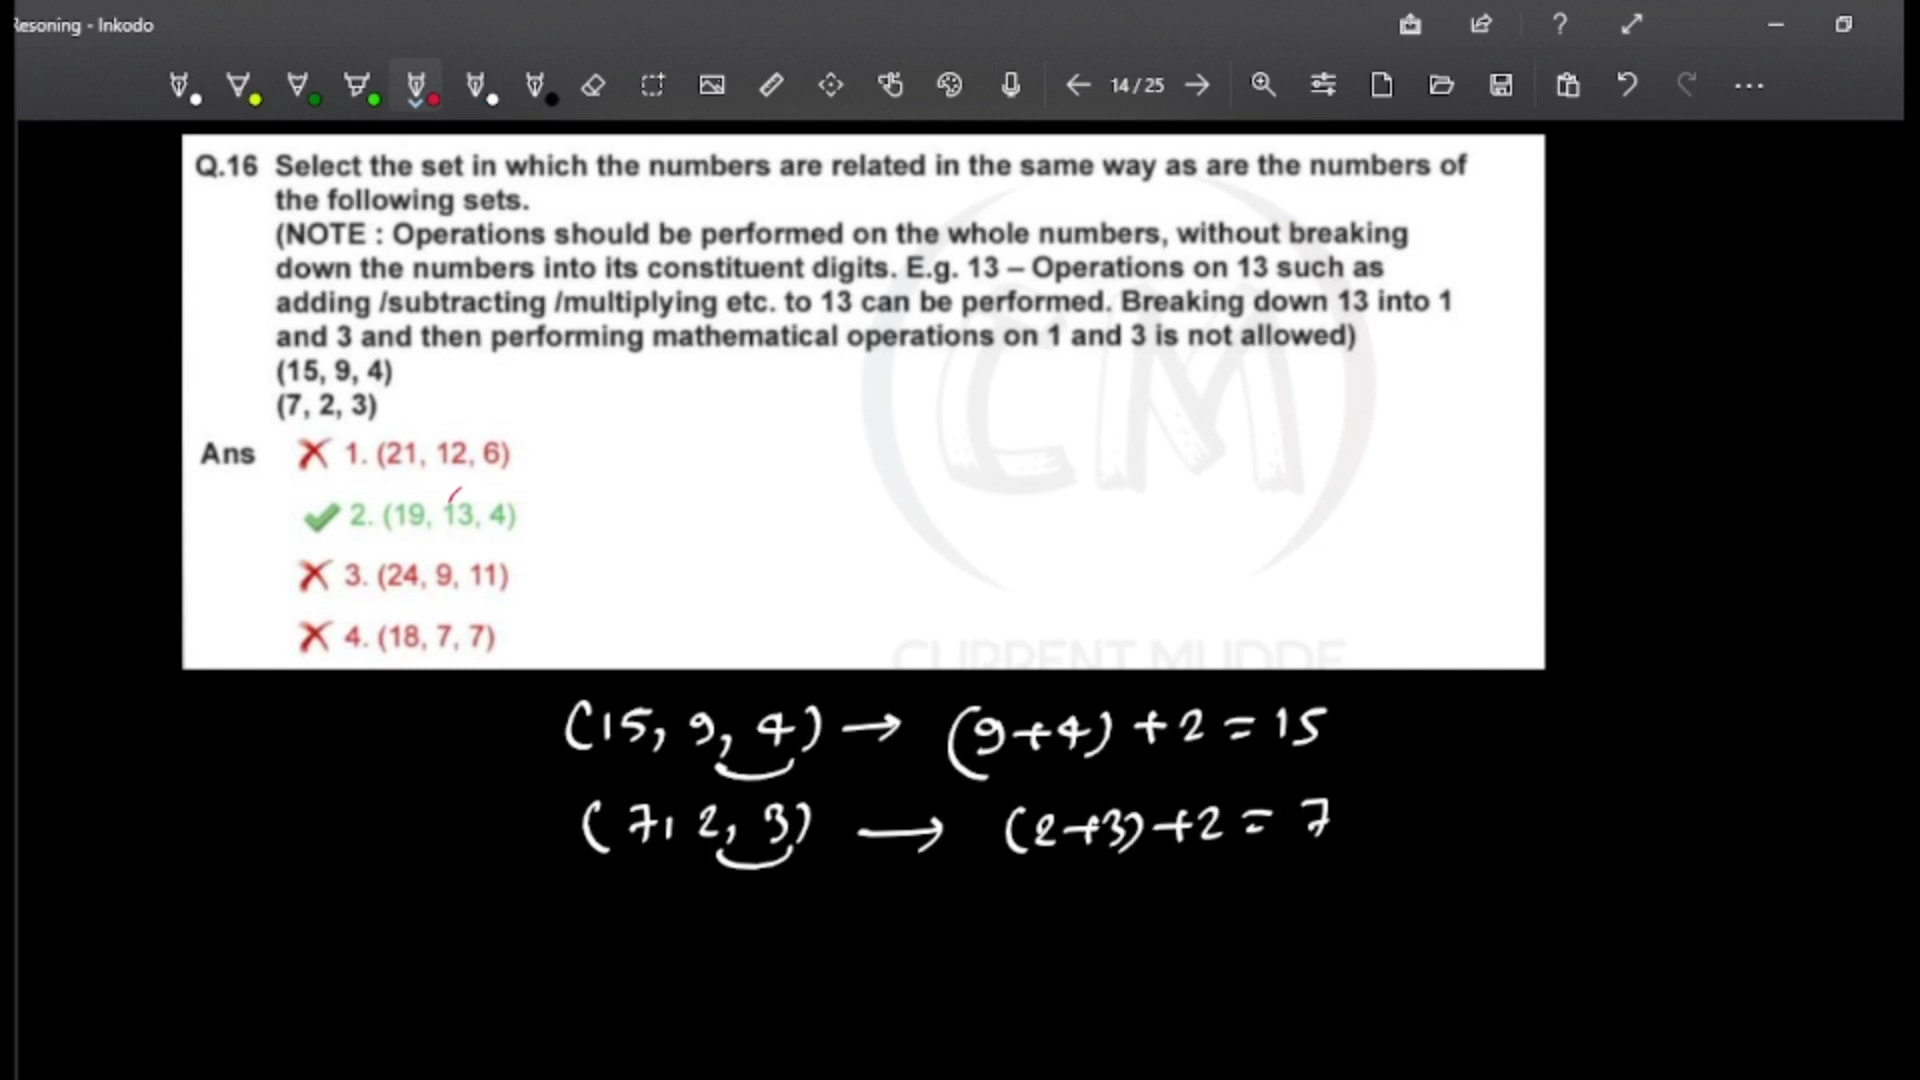 Resoning - Inkodo
14 / 25
Q.16 Select the set in which the numbers are related in the same way as are the numbers of
the following sets.
(NOTE : Operations should be performed on the whole numbers, without breaking
down the numbers into its constituent digits. E.g. 13 – Operations on 13 such as
adding /subtracting /multiplying etc. to 13 can be performed. Breaking down 13 into 1
and 3 and then performing mathematical operations on 1 and 3 is not allowed)
(15, 9, 4)
(7, 2, 3)
Ans 1. (21, 12, 6)
2. (19, 13, 4)
3. (24, 9, 11)
4. (18, 7, 7)
CM
CURRENT MUDDE
(15, 9, 4) → (9+4) +2 = 15
(7, 2, 3) → (2+3)+2 = 7